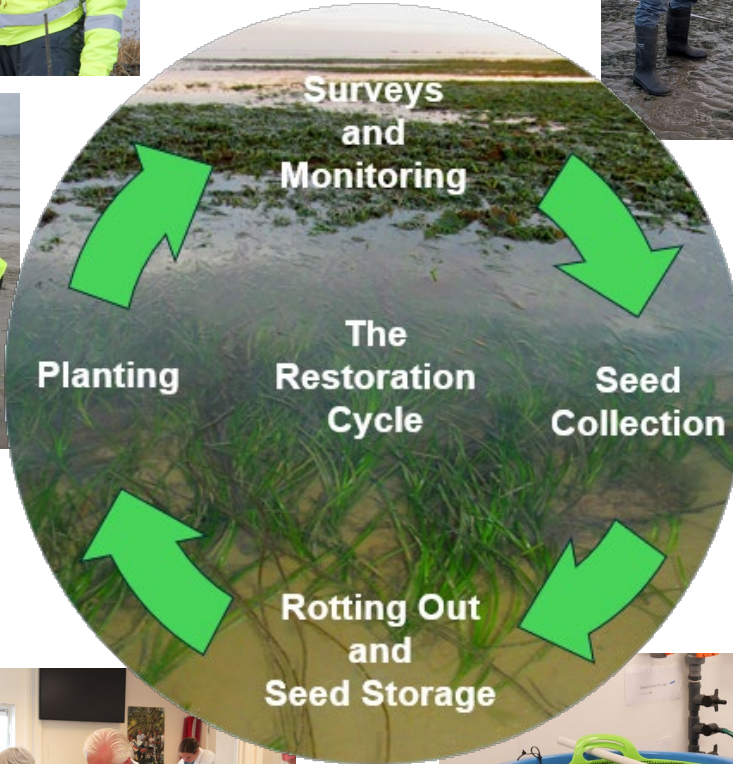 Surveys
and
Monitoring
The
Restoration
Cycle
Planting
Seed
Collection
Rotting Out
and
Seed Storage